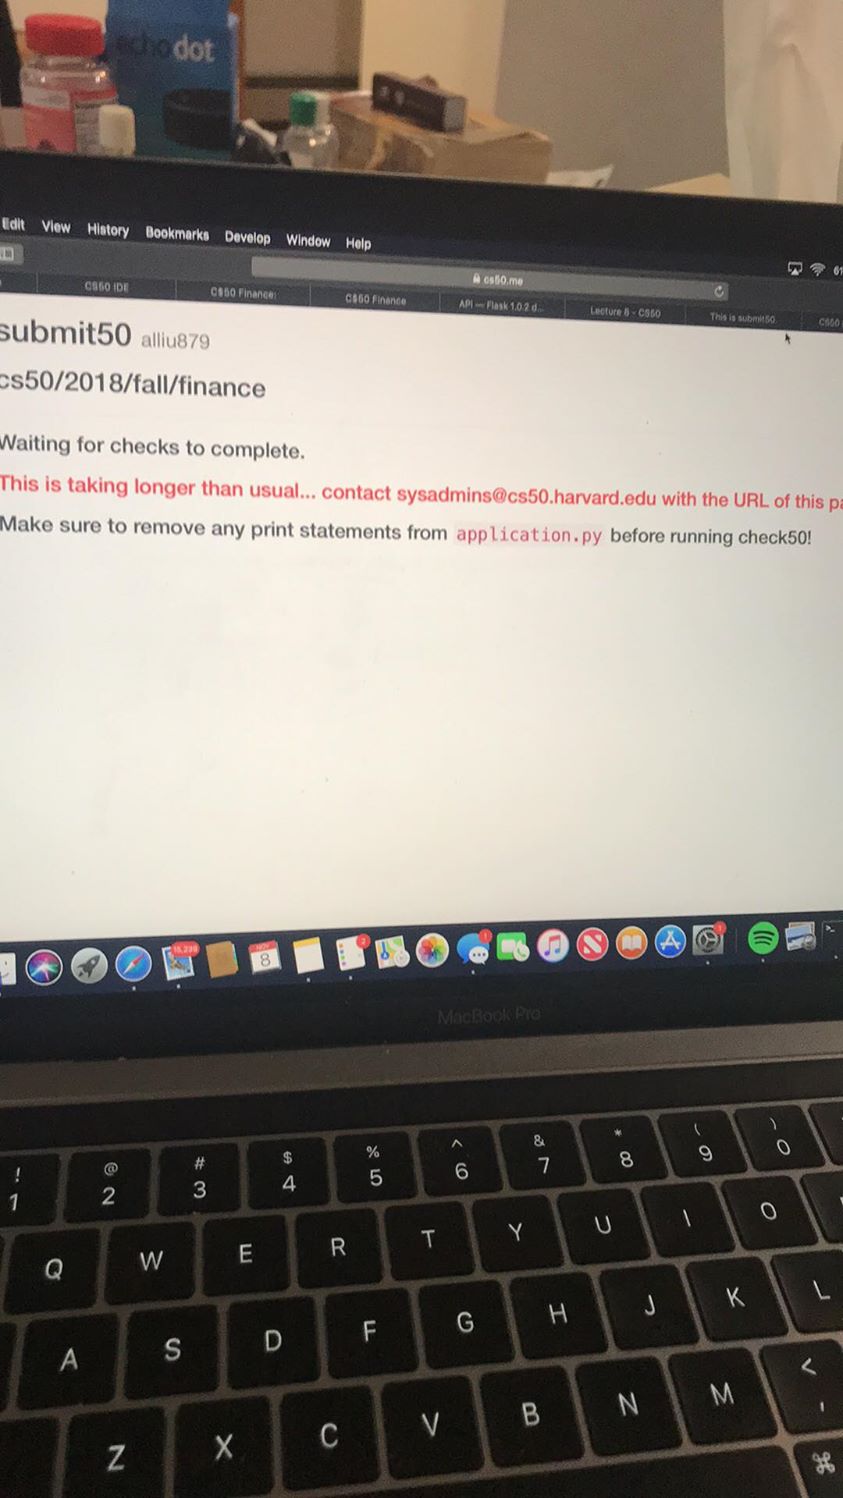 echo dot
Edit View History Bookmarks Develop Window Help
cs50.me
CS50 IDE
CS50 Finance:
CS50 Finance
API — Flask 1.0.2 d...
Lecture 8 - CS50
This is submit50.
CS50
submit50 alliu879
cs50/2018/fall/finance
Waiting for checks to complete.
This is taking longer than usual... contact sysadmins@cs50.harvard.edu with the URL of this pa
Make sure to remove any print statements from application.py before running check50!
NOV
8
MacBook Pro
! @ # $ % ^ & * ( )
1 2 3 4 5 6 7 8 9 0
Q W E R T Y U I O
A S D F G H J K L
Z X C V B N M < ,
⌘